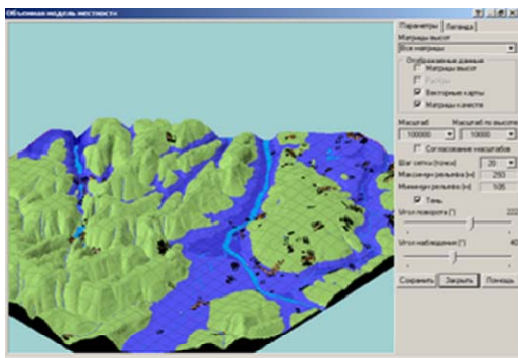 Объемная модель местности
Параметры
Легенда
Матрицы высот
Все матрицы
Отображаемые данные
Матрицы высот
Растры
Векторные карты
Матрицы качеств
Масштаб
Масштаб по высоте
100000
10000
Согласование масштабов
Шаг сетки (точки)
20
Максимум рельефа (м)
293
Минимум рельефа (м)
105
Тень
Угол поворота (°)
222
Угол наблюдения (°)
40
Сохранить
Закрыть
Помощь